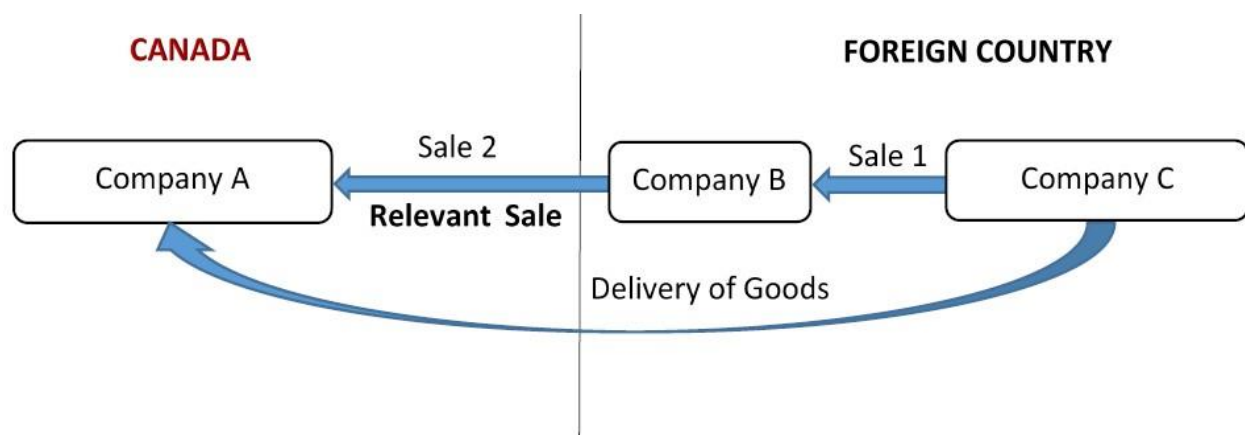 CANADA
FOREIGN COUNTRY
Sale 2
Sale 1
Company A
Company B
Company C
Relevant Sale
Delivery of Goods